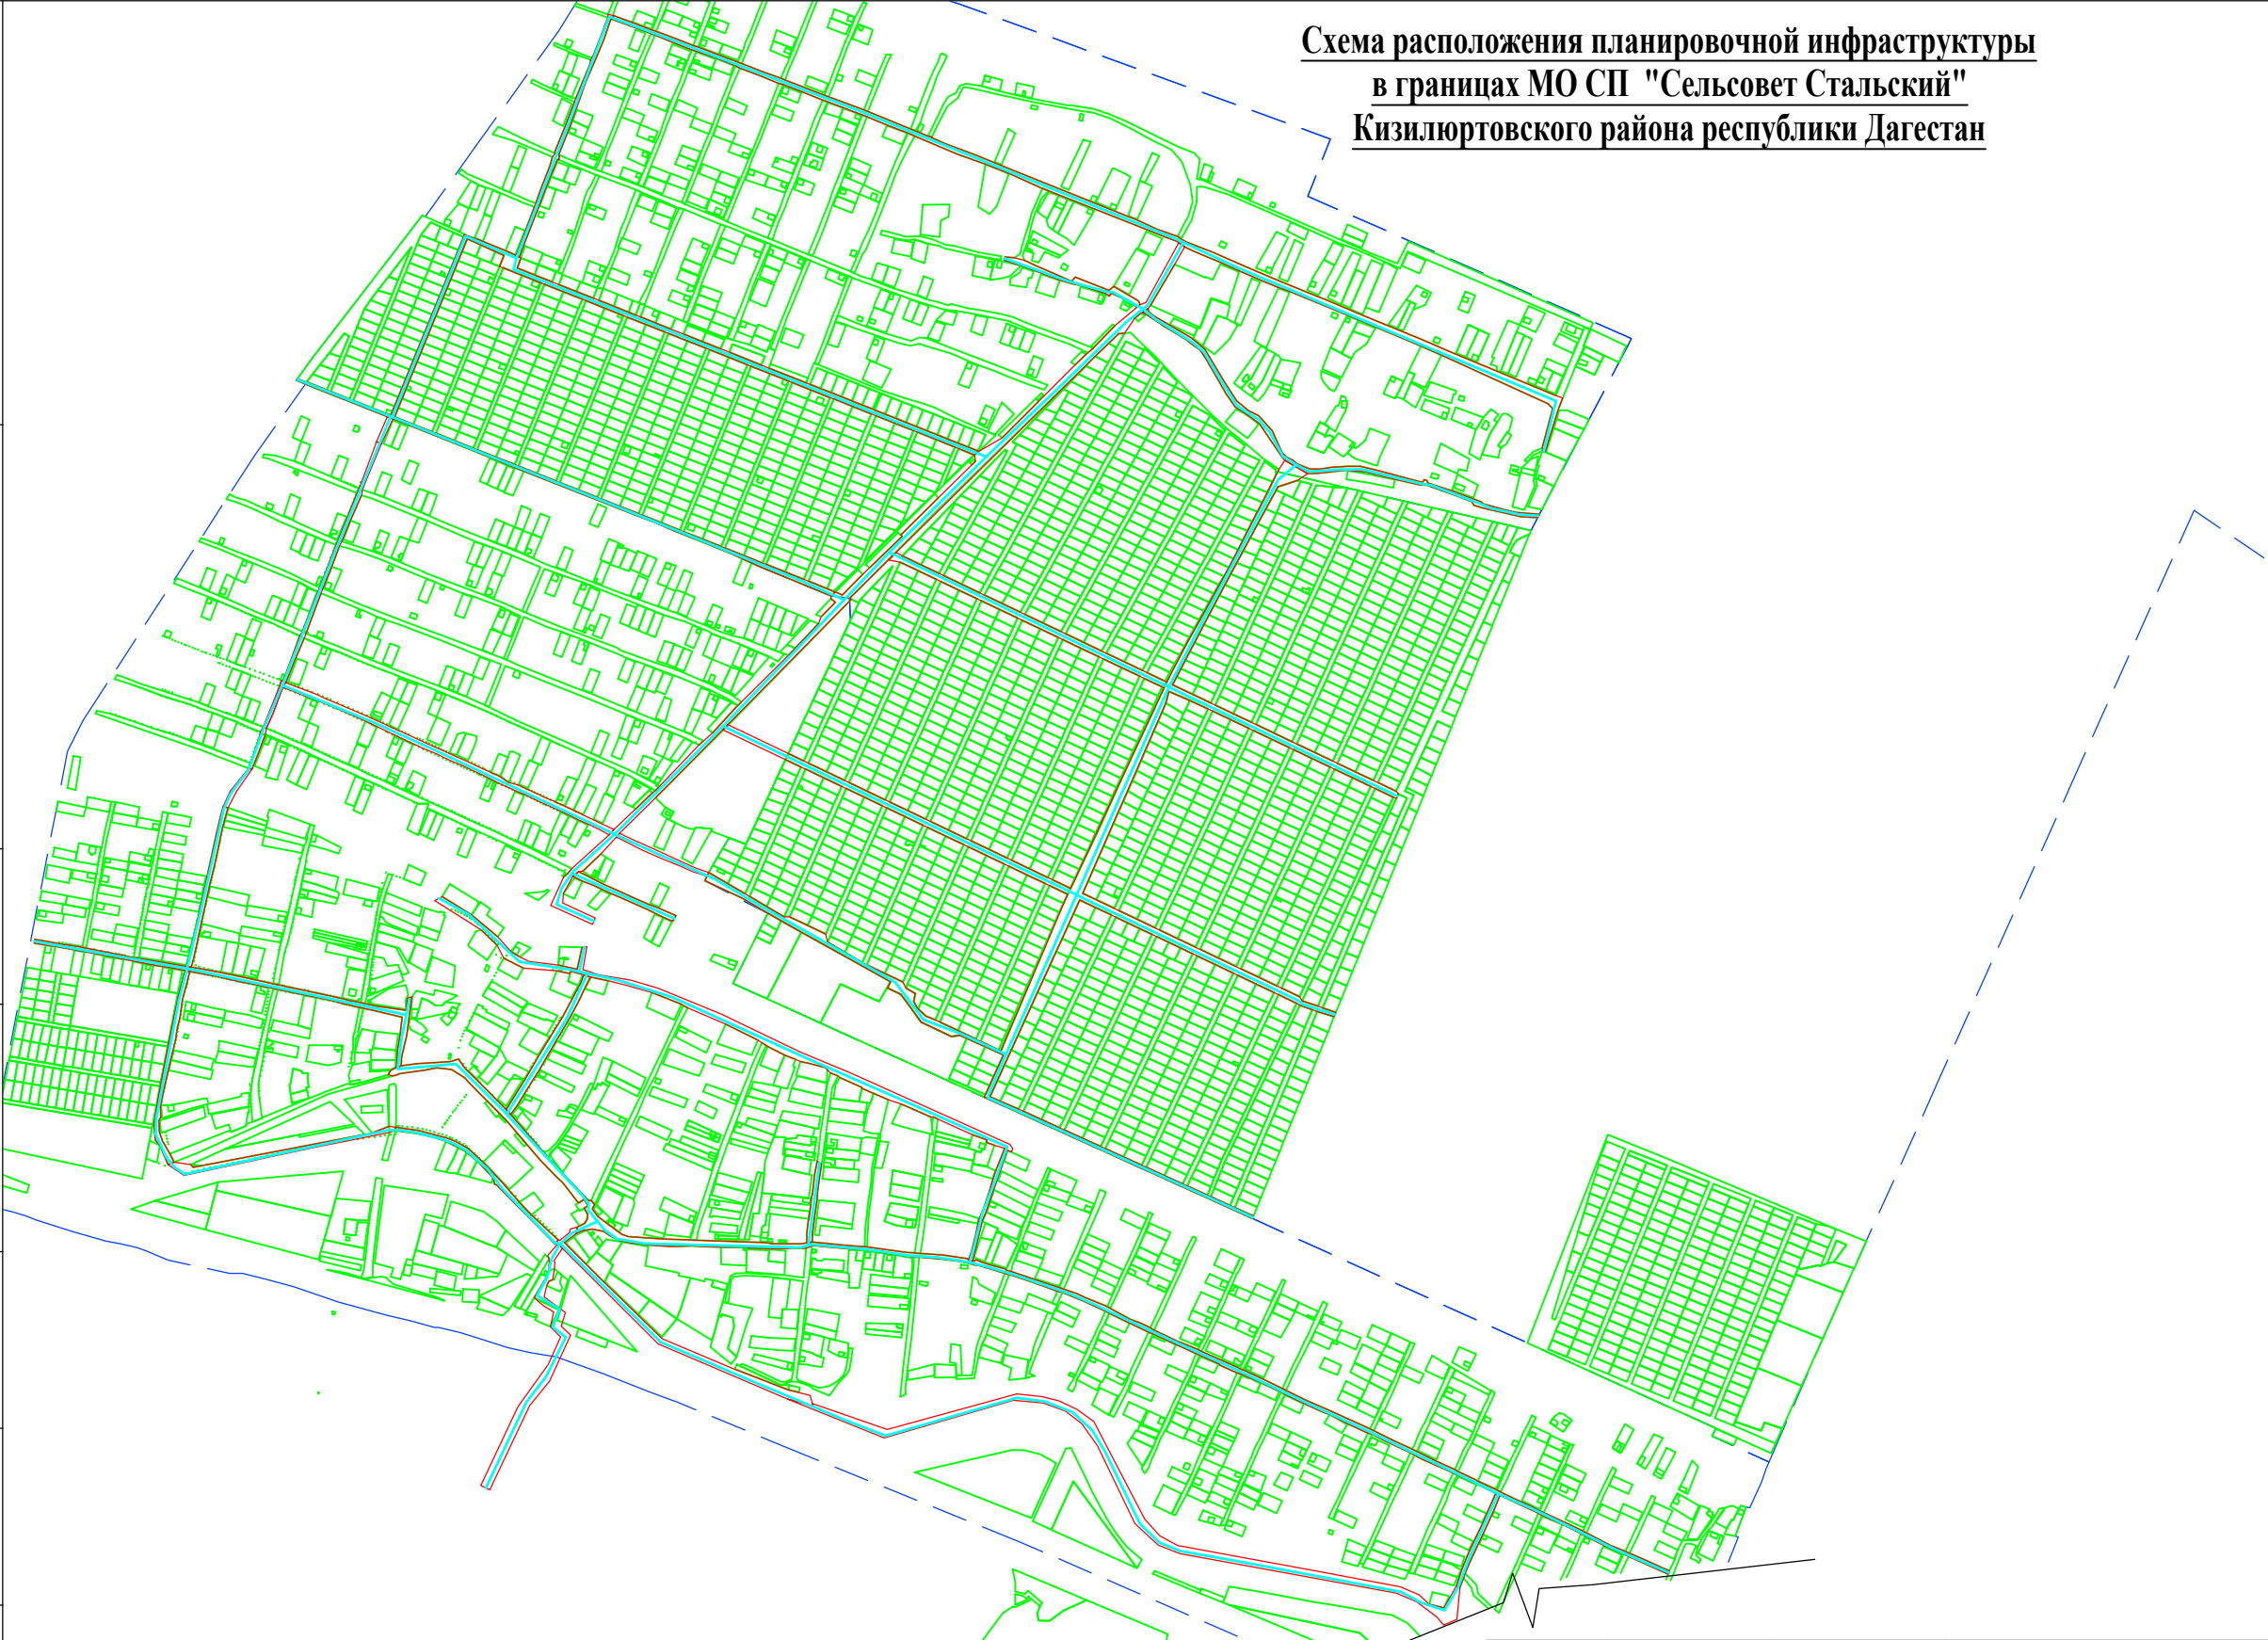 Схема расположения планировочной инфраструктуры
в границах МО СП "Сельсовет Стальский"
Кизилюртовского района республики Дагестан